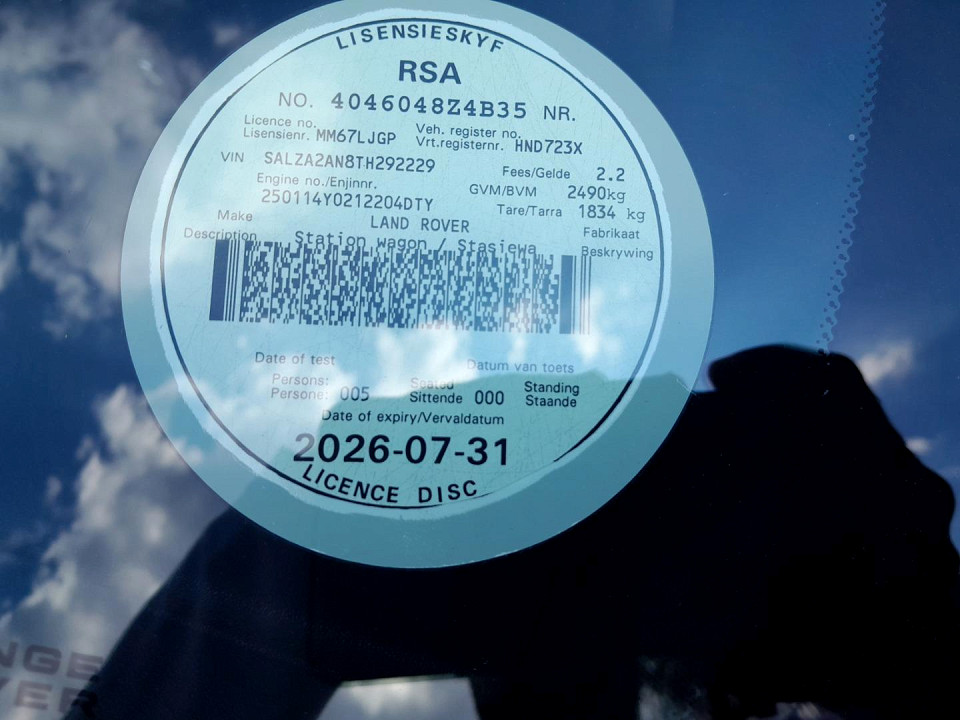 LISENSIESKYF
RSA
NO. 4046048Z4B35 NR.
Licence no. Veh. register no.
Lisensienr. MM67LJGP Vrt.registernr. HND723X
VIN SALZA2AN8TH292229 Fees/Gelde 2.2
Engine no./Enjinnr. GVM/BVM 2490kg
250114Y0212204DTY Tare/Tarra 1834 kg
Make LAND ROVER Fabrikaat
Description Station wagon / Stasiewa Beskrywing
Date of test Datum van toets
Persons: Seated Standing
Persone: 005 Sittende 000 Staande
Date of expiry/Vervaldatum
2026-07-31
LICENCE DISC
NGE
VER